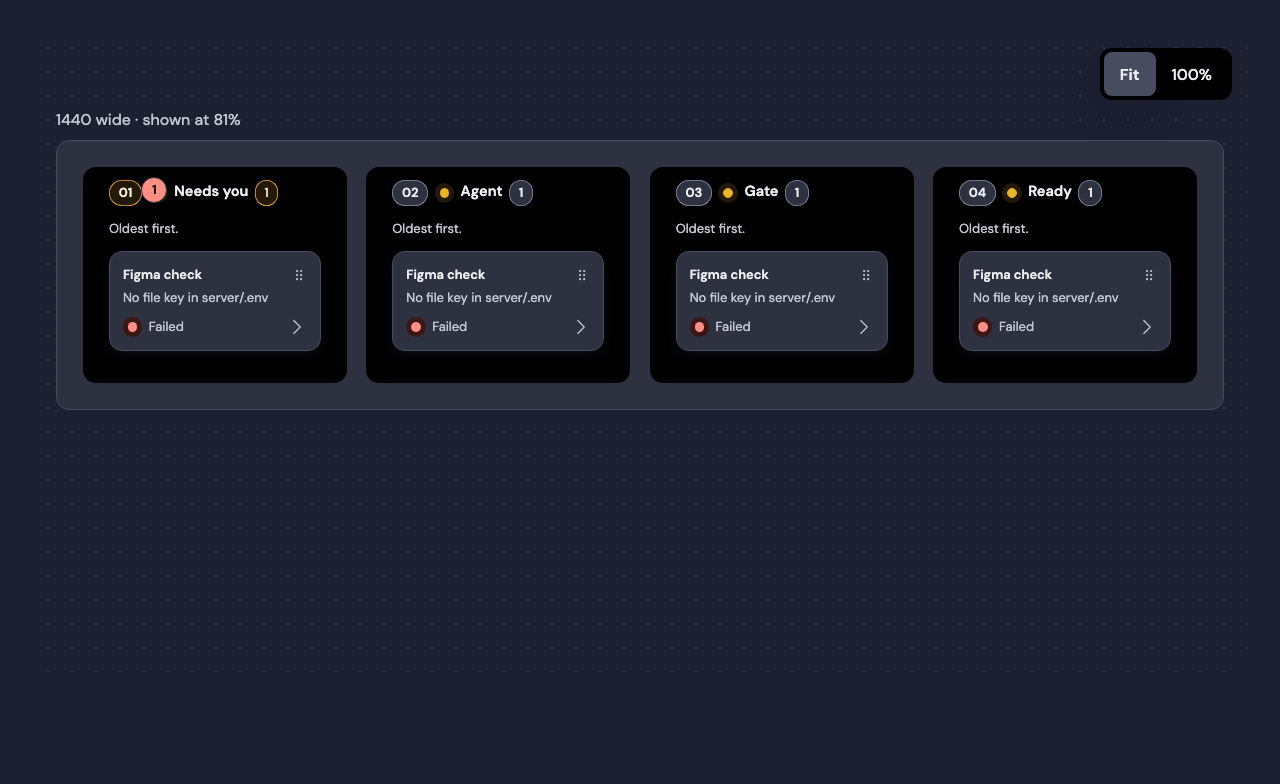 Fit 100%
1440 wide · shown at 81%
01 1 Needs you 1
Oldest first.
Figma check
No file key in server/.env
Failed
02 Agent 1
Oldest first.
Figma check
No file key in server/.env
Failed
03 Gate 1
Oldest first.
Figma check
No file key in server/.env
Failed
04 Ready 1
Oldest first.
Figma check
No file key in server/.env
Failed